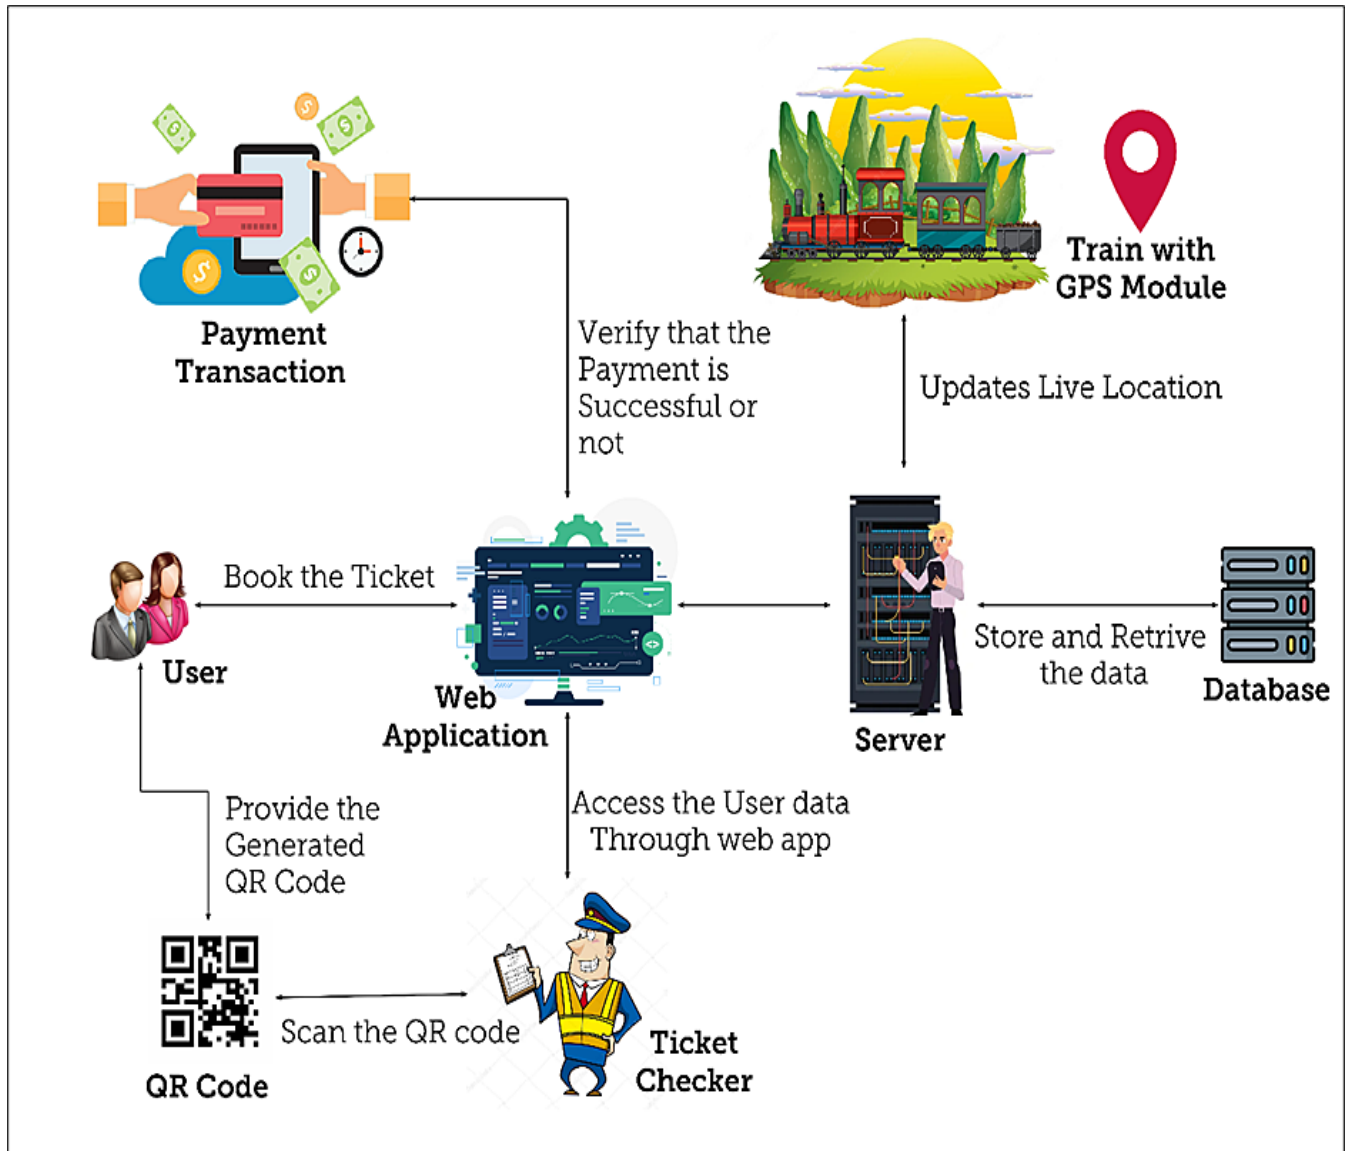 Payment
Transaction
Train with
GPS Module
Verify that the
Payment is
Successful or
not
Updates Live Location
Book the Ticket
User
Web
Application
Server
Store and Retrive
the data
Database
Provide the
Generated
QR Code
Access the User data
Through web app
Scan the QR code
QR Code
Ticket
Checker